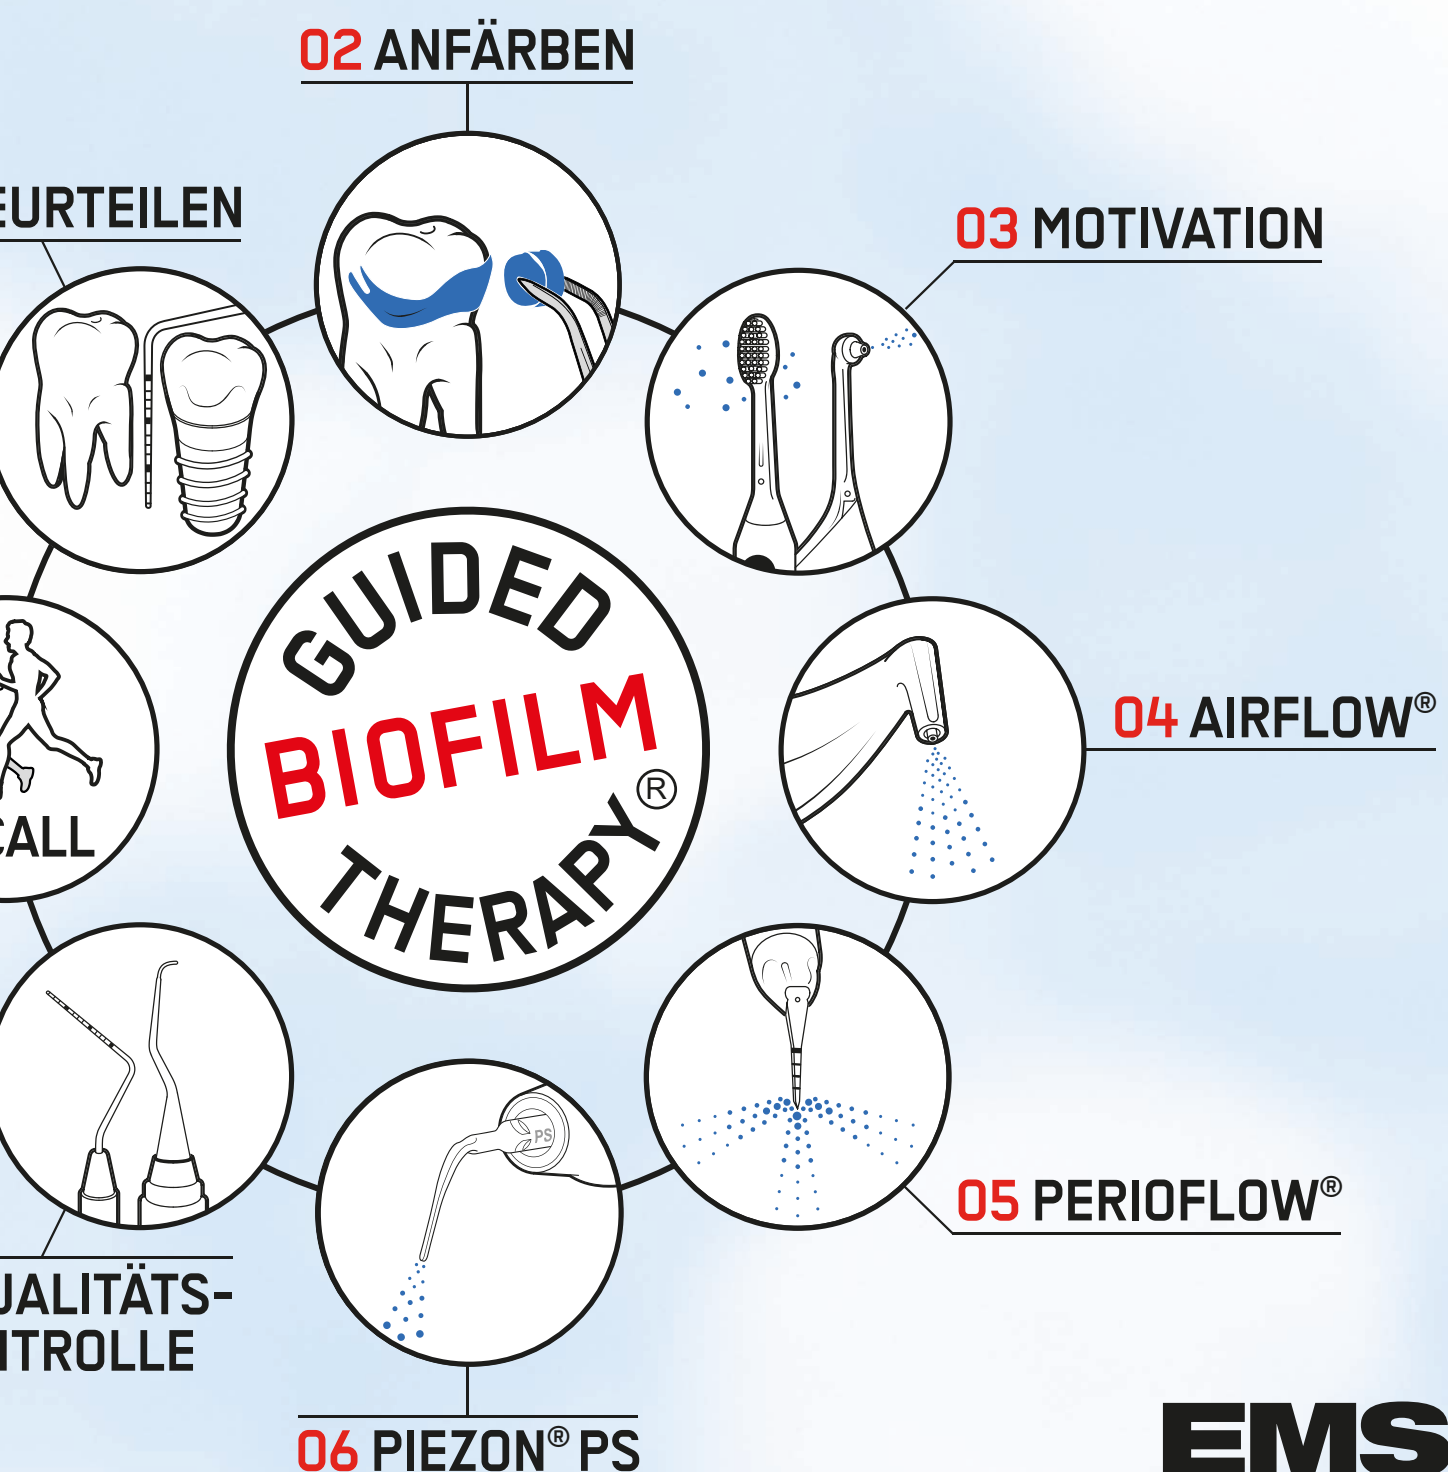 02 ANFÄRBEN
EURTEILEN
03 MOTIVATION
GUIDED
BIOFILM
THERAPY®
04 AIRFLOW®
CALL
PS
05 PERIOFLOW®
UALITÄTS-
NTROLLE
06 PIEZON® PS
EMS